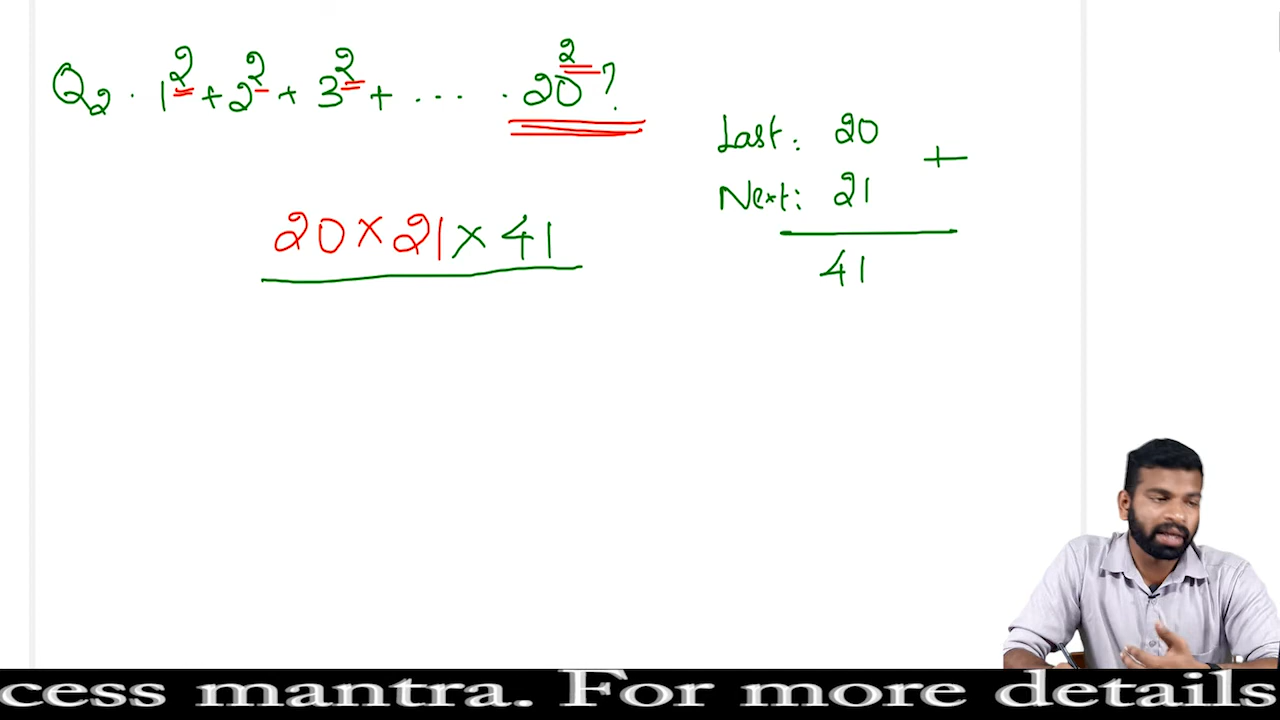 Q2. 1² + 2² + 3² + .... . 20² ?
Last: 20 +
Next: 21
41
20 × 21 × 41
cess mantra. For more details